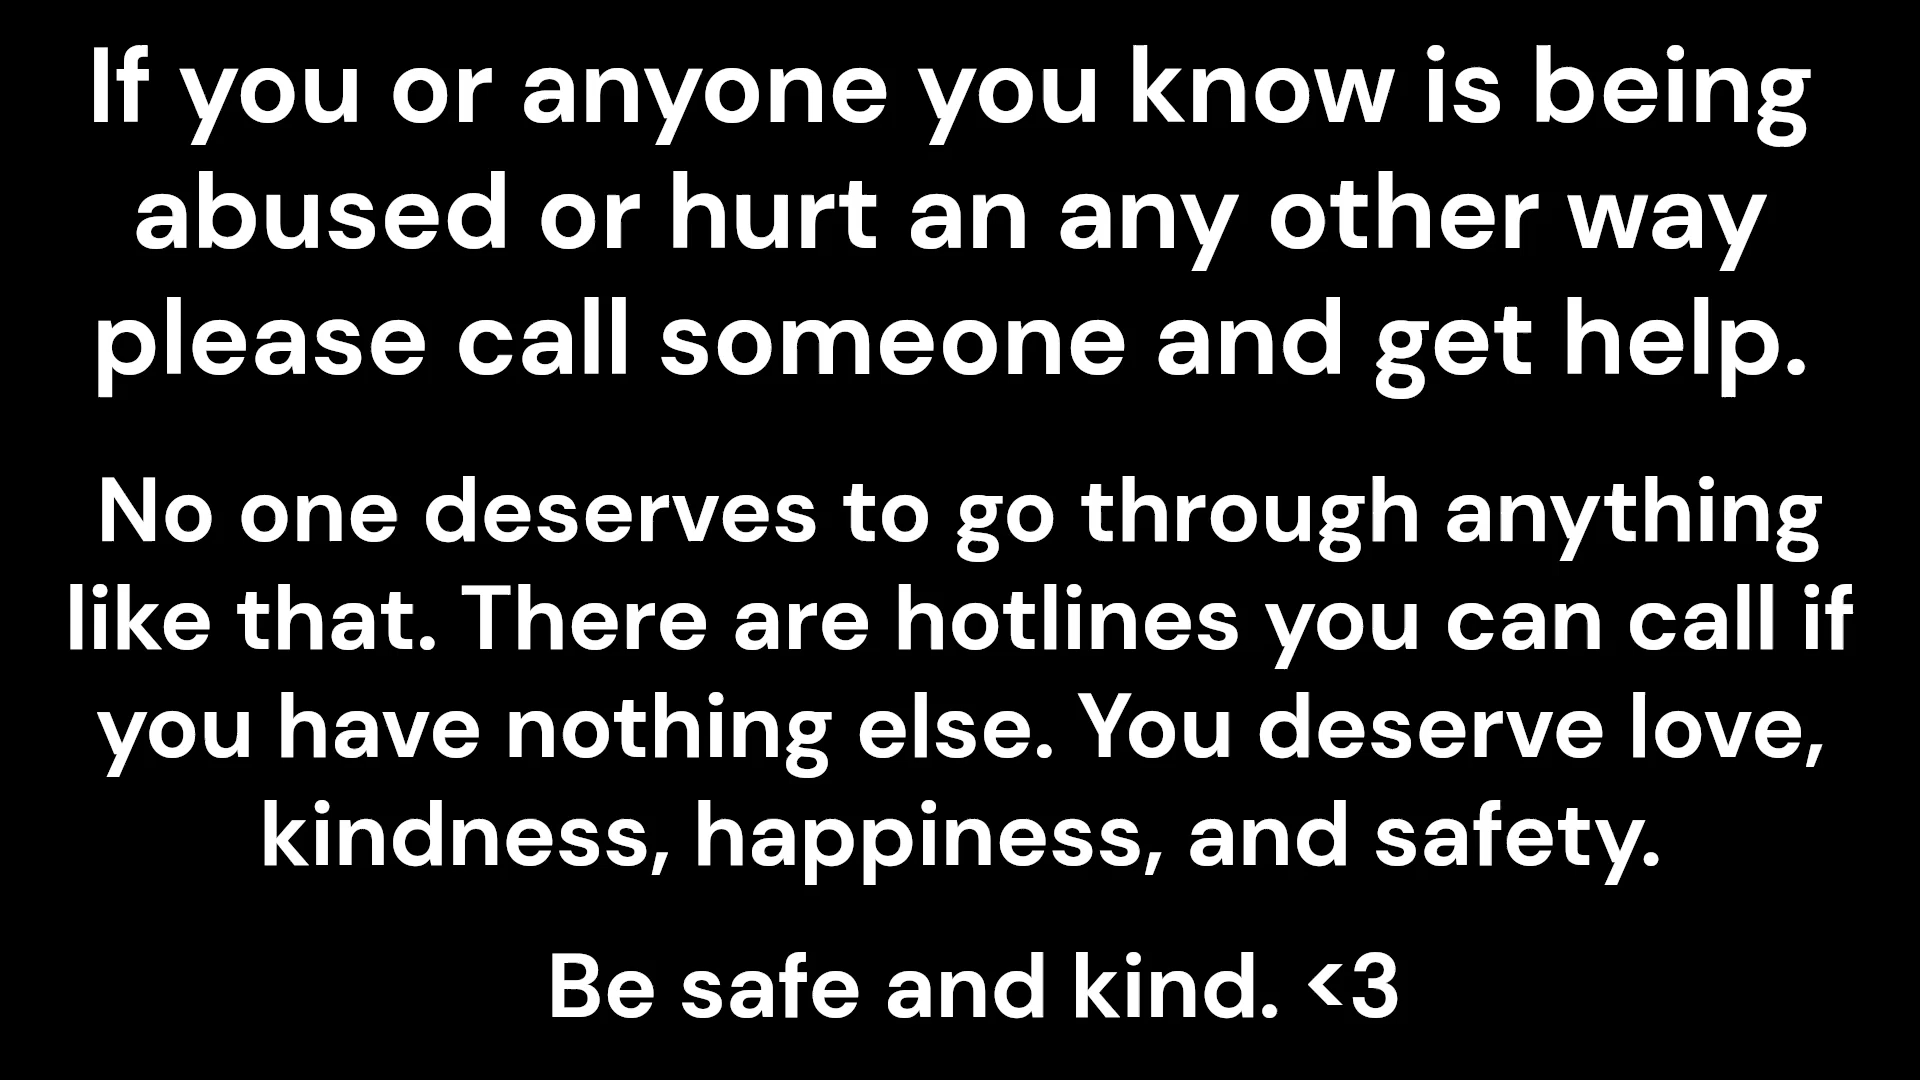 If you or anyone you know is being
abused or hurt an any other way
please call someone and get help.
No one deserves to go through anything
like that. There are hotlines you can call if
you have nothing else. You deserve love,
kindness, happiness, and safety.
Be safe and kind. <3